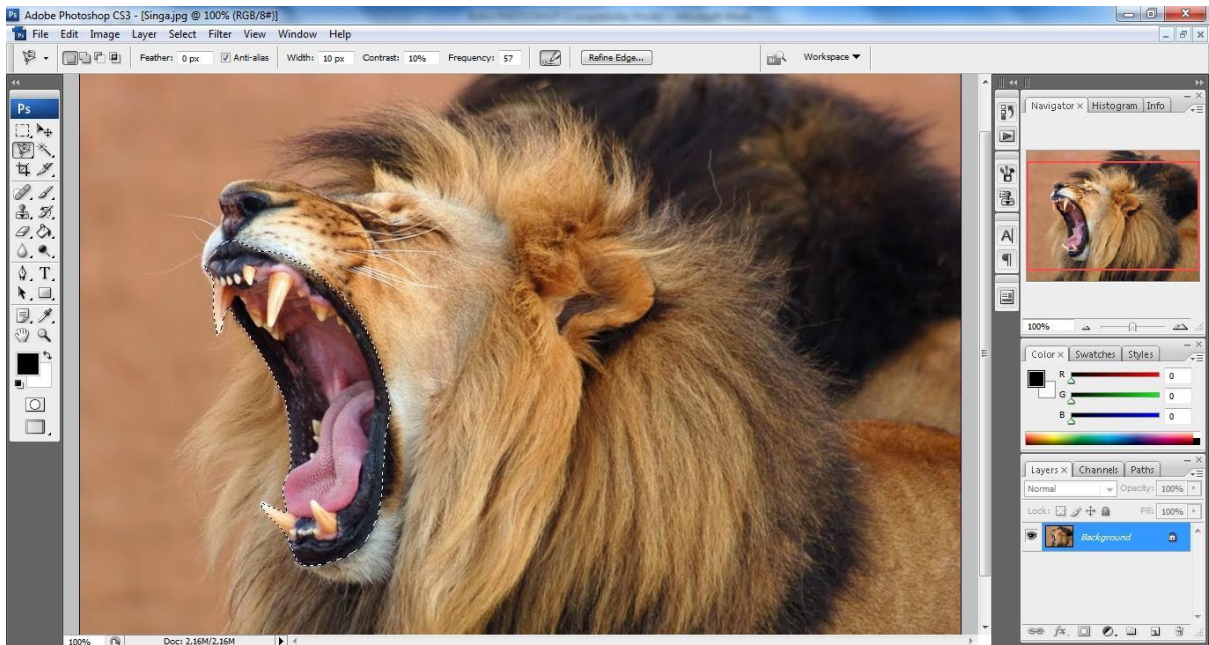 Ps Adobe Photoshop CS3 - [Singa.jpg @ 100% (RGB/8#)]
Ps File Edit Image Layer Select Filter View Window Help
Feather: 0 px Anti-alias Width: 10 px Contrast: 10% Frequency: 57 Refine Edge... Workspace
Ps
T
Navigator Histogram Info
A
100%
Color Swatches Styles
R 0
G 0
B 0
Layers Channels Paths
Normal Opacity: 100%
Lock: Fill: 100%
Background
fx.
100% Doc: 2,16M/2,16M